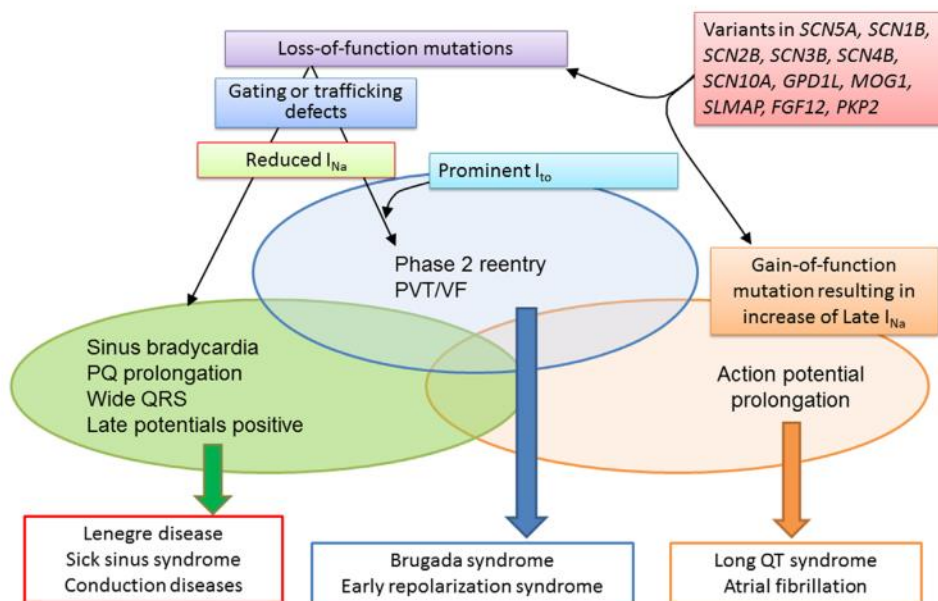 Loss-of-function mutations
Variants in SCN5A, SCN1B,
SCN2B, SCN3B, SCN4B,
SCN10A, GPD1L, MOG1,
SLMAP, FGF12, PKP2
Gating or trafficking
defects
Reduced INa
Prominent Ito
Phase 2 reentry
PVT/VF
Gain-of-function
mutation resulting in
increase of Late INa
Sinus bradycardia
PQ prolongation
Wide QRS
Late potentials positive
Action potential
prolongation
Lenegre disease
Sick sinus syndrome
Conduction diseases
Brugada syndrome
Early repolarization syndrome
Long QT syndrome
Atrial fibrillation